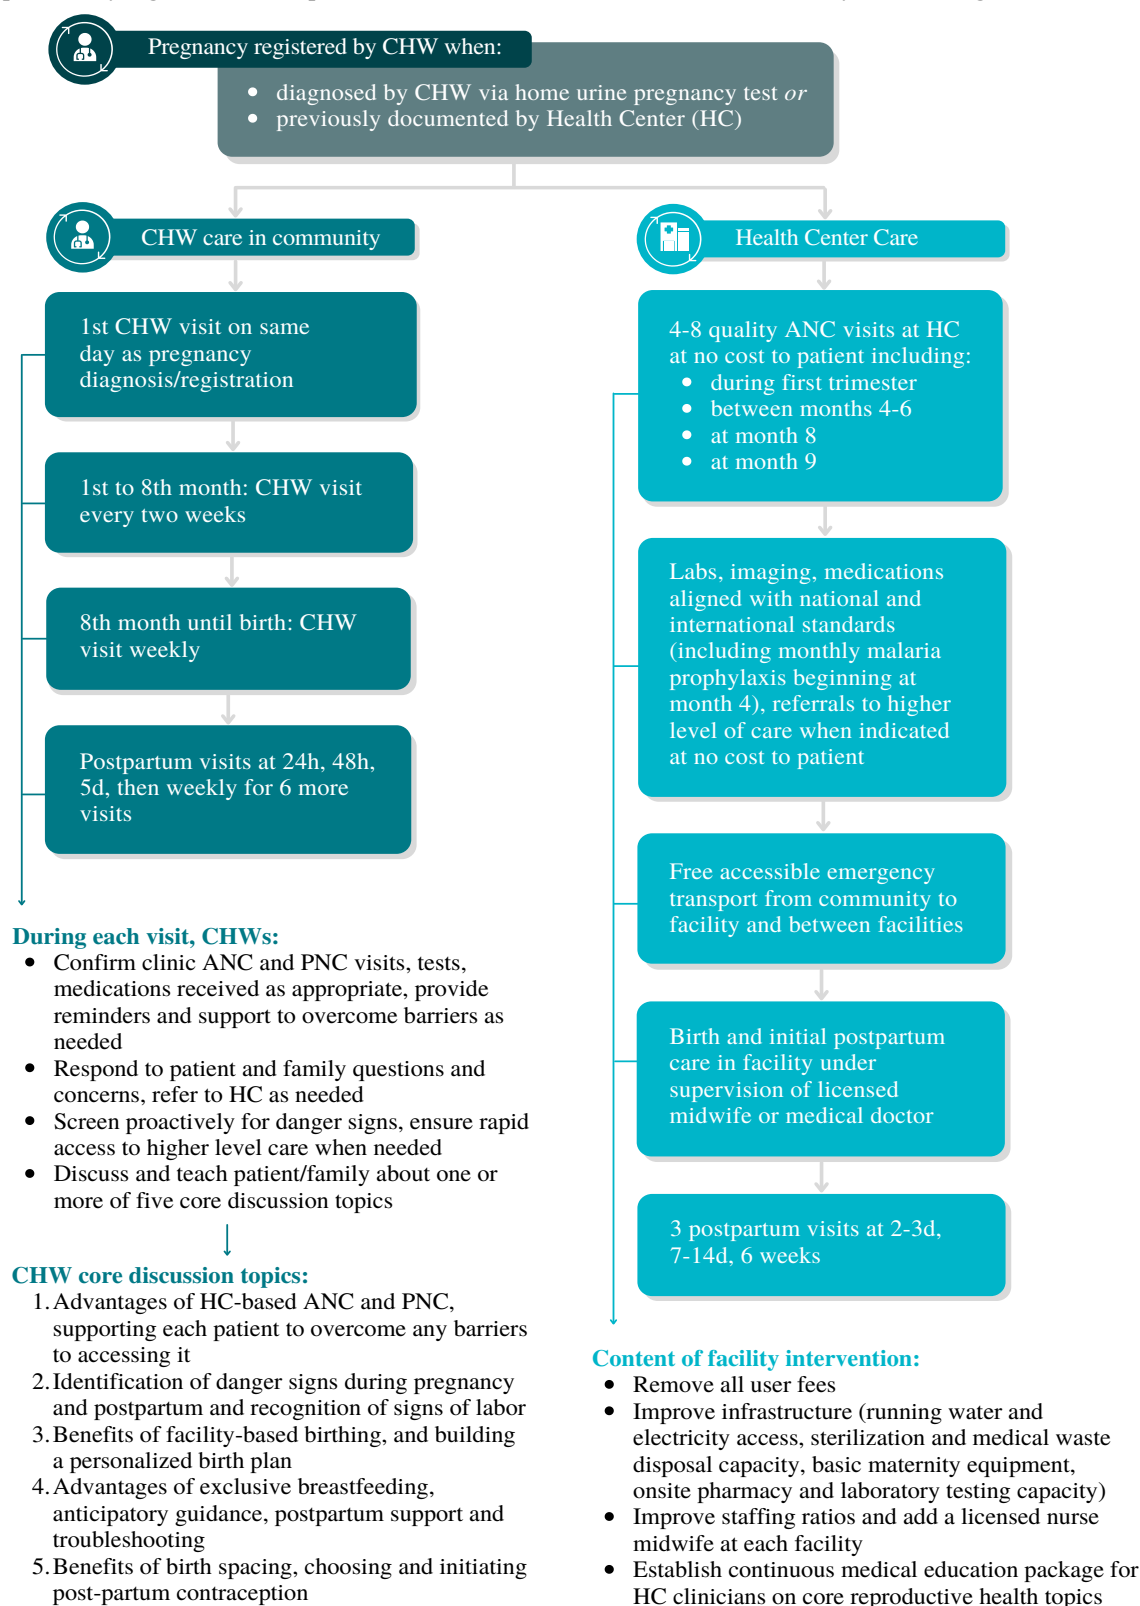 Pregnancy registered by CHW when:
• diagnosed by CHW via home urine pregnancy test or
• previously documented by Health Center (HC)
CHW care in community
1st CHW visit on same
day as pregnancy
diagnosis/registration
1st to 8th month: CHW visit
every two weeks
8th month until birth: CHW
visit weekly
Postpartum visits at 24h, 48h,
5d, then weekly for 6 more
visits
During each visit, CHWs:
• Confirm clinic ANC and PNC visits, tests,
medications received as appropriate, provide
reminders and support to overcome barriers as
needed
• Respond to patient and family questions and
concerns, refer to HC as needed
• Screen proactively for danger signs, ensure rapid
access to higher level care when needed
• Discuss and teach patient/family about one or
more of five core discussion topics
CHW core discussion topics:
1. Advantages of HC-based ANC and PNC,
supporting each patient to overcome any barriers
to accessing it
2. Identification of danger signs during pregnancy
and postpartum and recognition of signs of labor
3. Benefits of facility-based birthing, and building
a personalized birth plan
4. Advantages of exclusive breastfeeding,
anticipatory guidance, postpartum support and
troubleshooting
5. Benefits of birth spacing, choosing and initiating
post-partum contraception
Health Center Care
4-8 quality ANC visits at HC
at no cost to patient including:
• during first trimester
• between months 4-6
• at month 8
• at month 9
Labs, imaging, medications
aligned with national and
international standards
(including monthly malaria
prophylaxis beginning at
month 4), referrals to higher
level of care when indicated
at no cost to patient
Free accessible emergency
transport from community to
facility and between facilities
Birth and initial postpartum
care in facility under
supervision of licensed
midwife or medical doctor
3 postpartum visits at 2-3d,
7-14d, 6 weeks
Content of facility intervention:
• Remove all user fees
• Improve infrastructure (running water and
electricity access, sterilization and medical waste
disposal capacity, basic maternity equipment,
onsite pharmacy and laboratory testing capacity)
• Improve staffing ratios and add a licensed nurse
midwife at each facility
• Establish continuous medical education package for
HC clinicians on core reproductive health topics